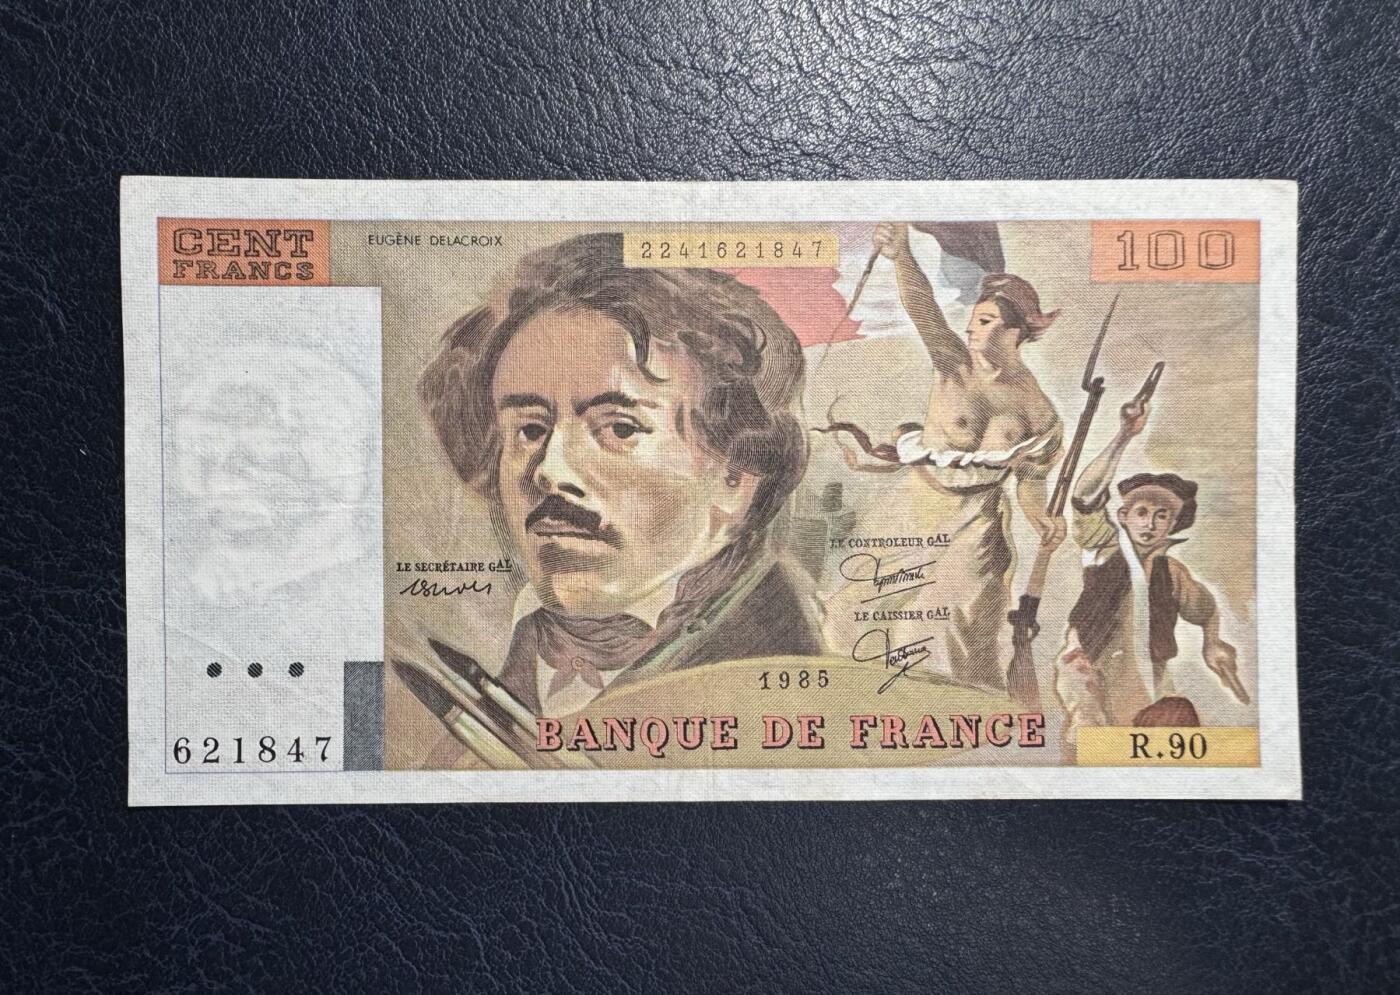 CENT
FRANCS
EUGÈNE DELACROIX
2241621847
100
LE CONTROLEUR GAL
LE SECRÉTAIRE GAL
LE CAISSIER GAL
1985
BANQUE DE FRANCE
621847
R.90